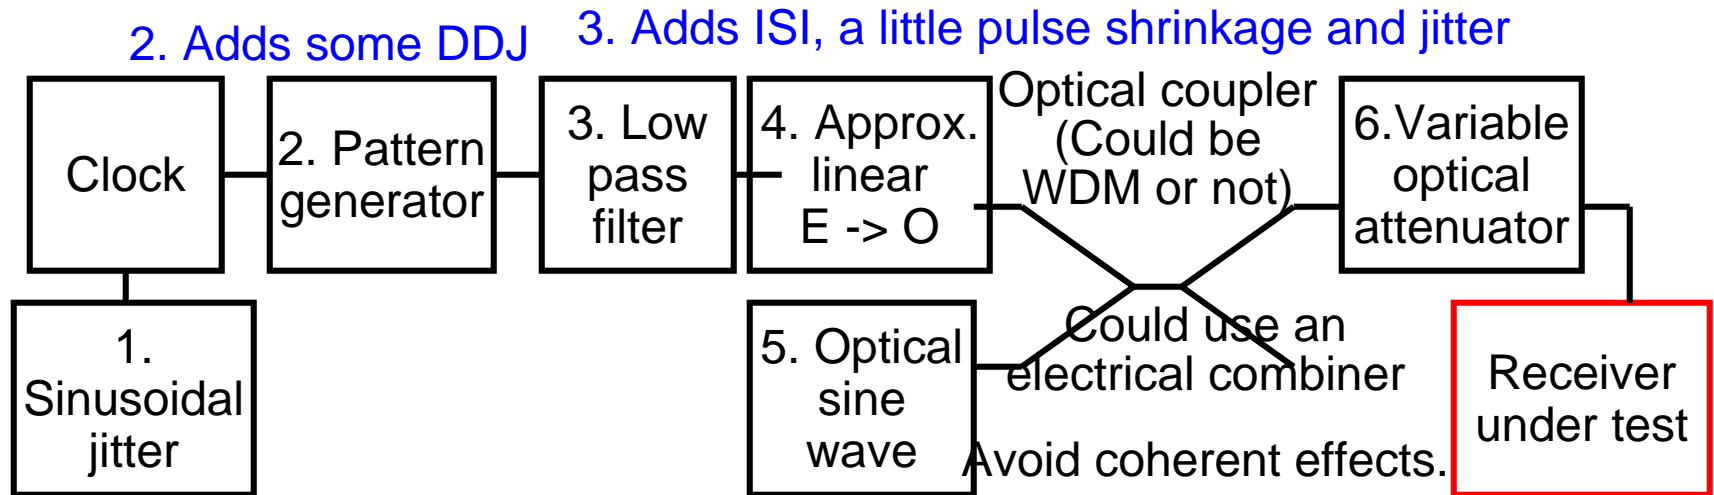 2. Adds some DDJ
3. Adds ISI, a little pulse shrinkage and jitter
Clock
2. Pattern
generator
3. Low
pass
filter
4. Approx.
linear
E -> O
Optical coupler
(Could be
WDM or not)
6.Variable
optical
attenuator
1.
Sinusoidal
jitter
5. Optical
sine
wave
Could use an
electrical combiner
Avoid coherent effects.
Receiver
under test